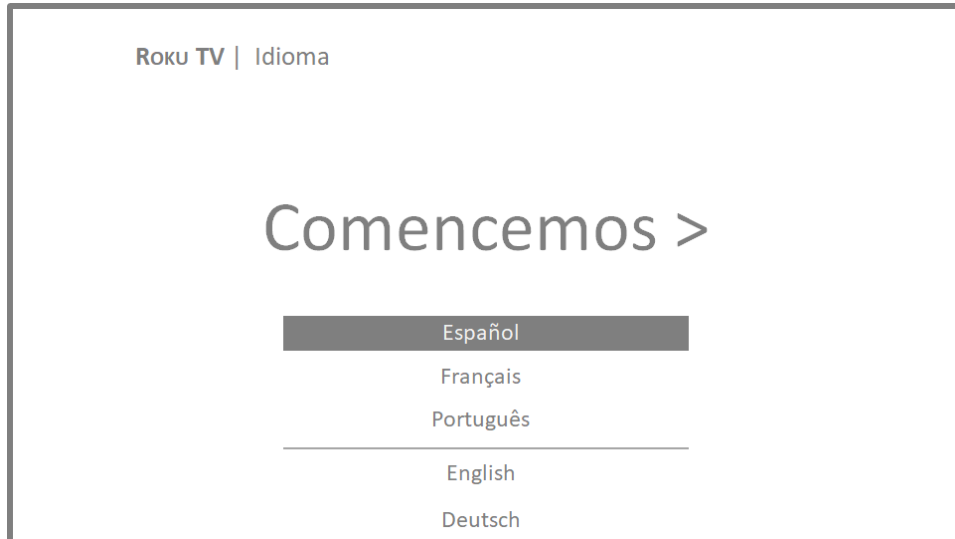 Roku TV | Idioma
Comencemos >
Español
Français
Português
English
Deutsch